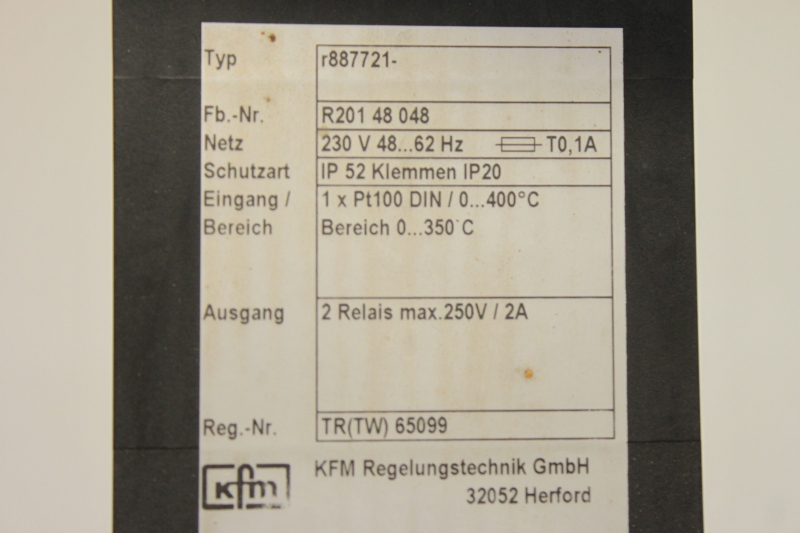 Typ r887721-
Fb.-Nr. R201 48 048
Netz 230 V 48...62 Hz T0,1A
Schutzart IP 52 Klemmen IP20
Eingang / 1 x Pt100 DIN / 0...400°C
Bereich Bereich 0...350`C
Ausgang 2 Relais max.250V / 2A
Reg.-Nr. TR(TW) 65099
kfm KFM Regelungstechnik GmbH
32052 Herford